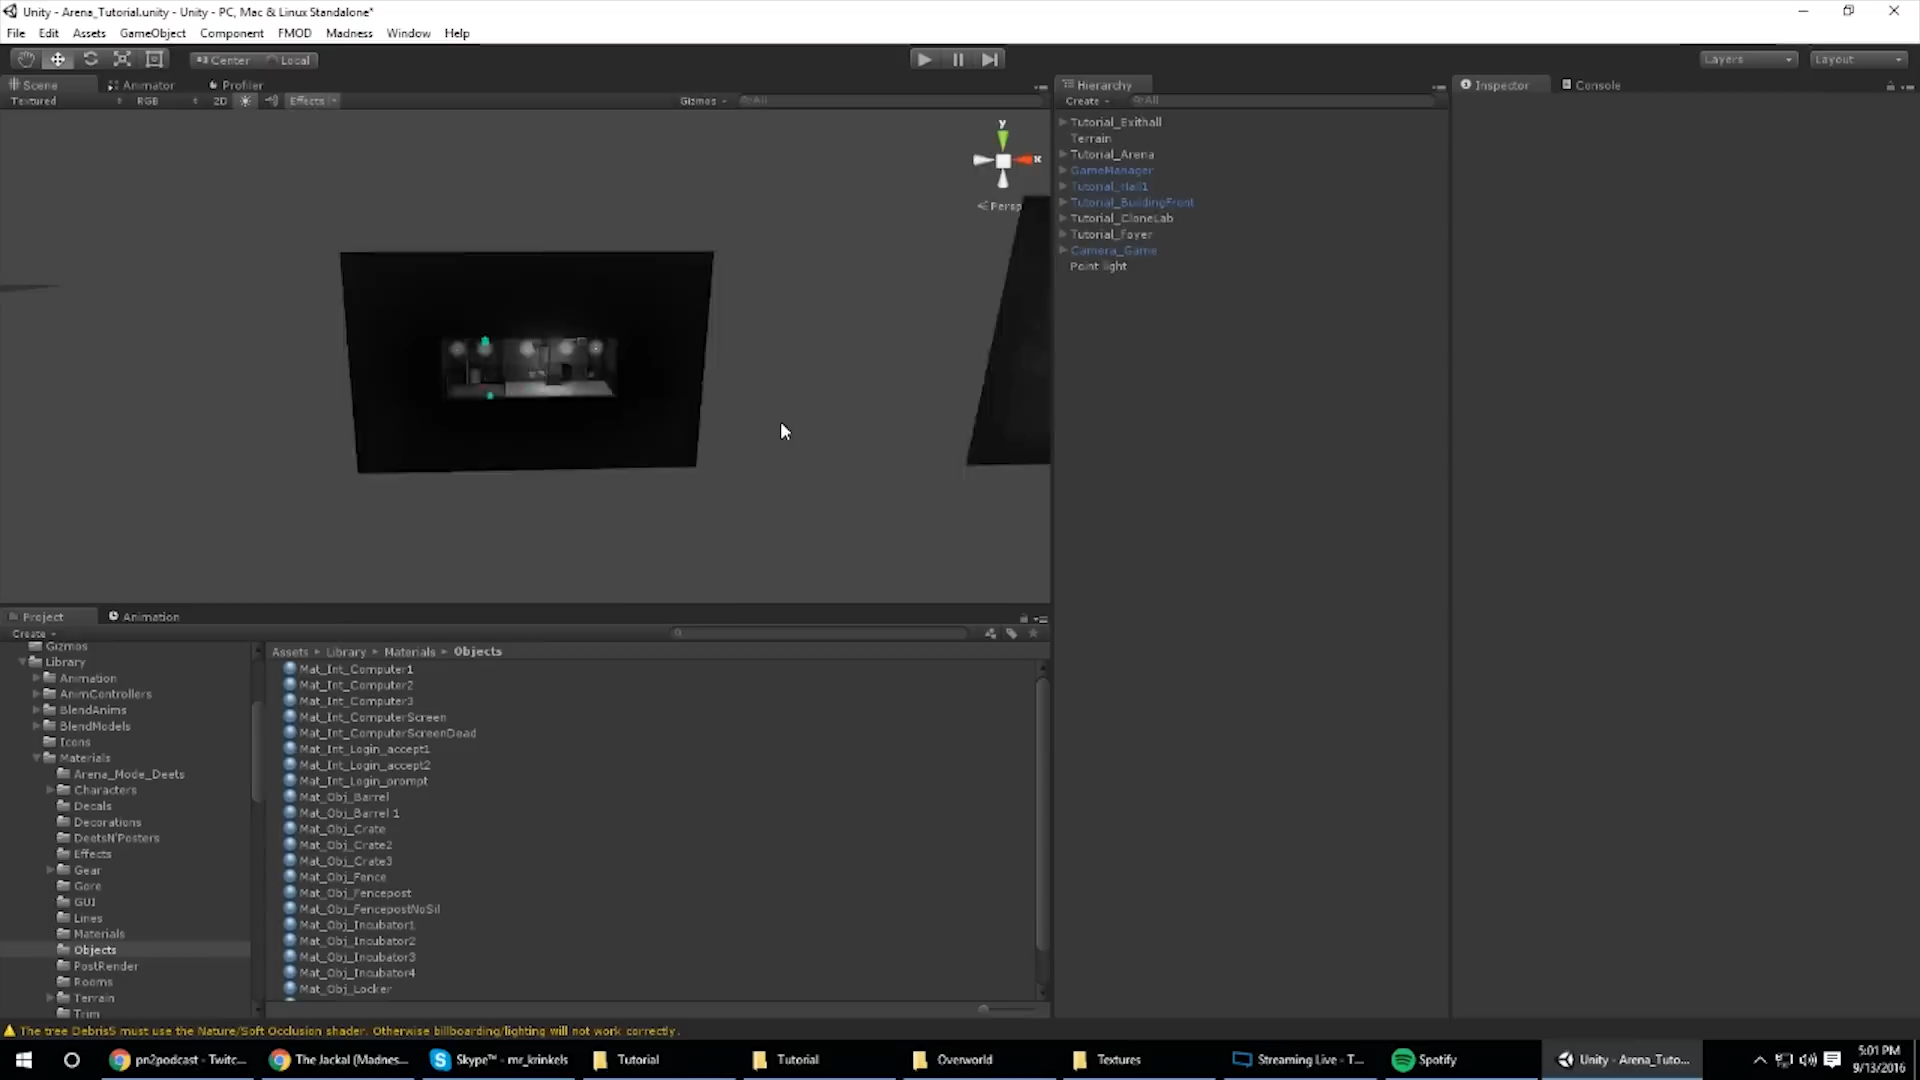 Unity - Arena_Tutorial.unity - Unity - PC, Mac & Linux Standalone*
File Edit Assets GameObject Component FMOD Madness Window Help
Center Local
Layers Layout
Scene Animator Profiler
Textured RGB 2D Effects Gizmos All
y
x
Persp
Hierarchy
Create All
Tutorial_Exithall
Terrain
Tutorial_Arena
GameManager
Tutorial_Hall1
Tutorial_BuildingFront
Tutorial_CloneLab
Tutorial_Foyer
Camera_Game
Point light
Inspector Console
Project Animation
Create
Gizmos
Library
Animation
AnimControllers
BlendAnims
BlendModels
Icons
Materials
Arena_Mode_Deets
Characters
Decals
Decorations
DeetsN'Posters
Effects
Gear
Gore
GUI
Lines
Materials
Objects
PostRender
Rooms
Terrain
Trim
Assets Library Materials Objects
Mat_Int_Computer1
Mat_Int_Computer2
Mat_Int_Computer3
Mat_Int_ComputerScreen
Mat_Int_ComputerScreenDead
Mat_Int_Login_accept1
Mat_Int_Login_accept2
Mat_Int_Login_prompt
Mat_Obj_Barrel
Mat_Obj_Barrel 1
Mat_Obj_Crate
Mat_Obj_Crate2
Mat_Obj_Crate3
Mat_Obj_Fence
Mat_Obj_Fencepost
Mat_Obj_FencepostNoSil
Mat_Obj_Incubator1
Mat_Obj_Incubator2
Mat_Obj_Incubator3
Mat_Obj_Incubator4
Mat_Obj_Locker
The tree Debris5 must use the Nature/Soft Occlusion shader. Otherwise billboarding/lighting will not work correctly.
pn2podcast - Twitc... The Jackal (Madnes... Skype™ - mr_krinkels Tutorial Tutorial Overworld Textures Streaming Live - T... Spotify Unity - Arena_Tuto...
5:01 PM
9/13/2016